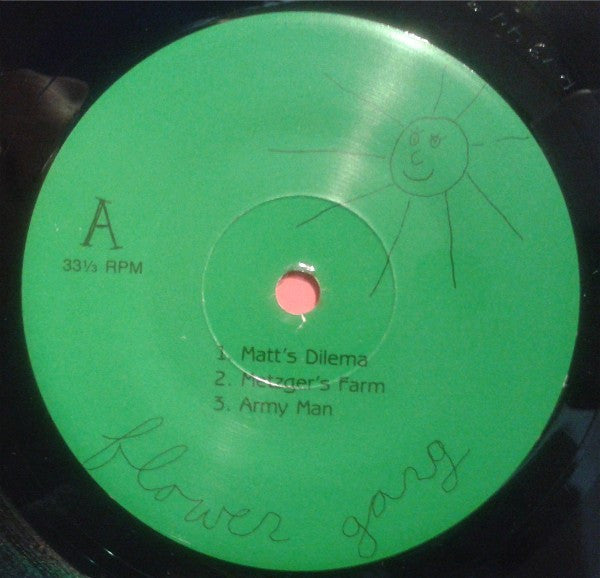 A
33⅓ RPM
1. Matt's Dilema
2. Metzger's Farm
3. Army Man
flower gang